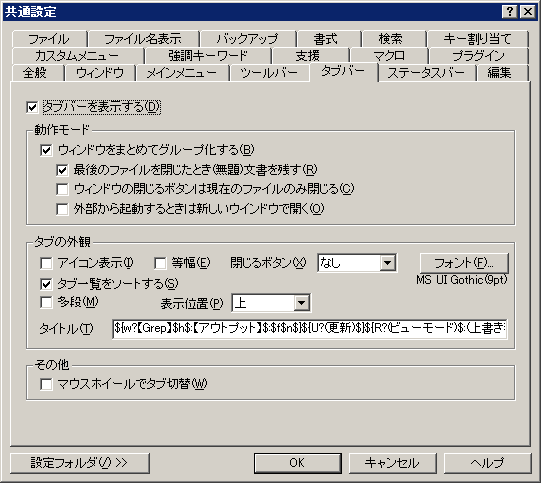 共通設定
ファイル ファイル名表示 バックアップ 書式 検索 キー割り当て
カスタムメニュー 強調キーワード 支援 マクロ プラグイン
全般 ウィンドウ メインメニュー ツールバー タブバー ステータスバー 編集
タブバーを表示する(D)
動作モード
ウィンドウをまとめてグループ化する(B)
最後のファイルを閉じたとき(無題)文書を残す(R)
ウィンドウの閉じるボタンは現在のファイルのみ閉じる(C)
外部から起動するときは新しいウインドウで開く(O)
タブの外観
アイコン表示(I) 等幅(E) 閉じるボタン(X) なし フォント(F)...
MS UI Gothic(9pt)
タブ一覧をソートする(S)
多段(M) 表示位置(P) 上
タイトル(T) ${w?【Grep】$h$:【アウトプット】$:$f$n$}${U?(更新)$}${R?(ビューモード)$:(上書き
その他
マウスホイールでタブ切替(W)
設定フォルダ(/) >> OK キャンセル ヘルプ